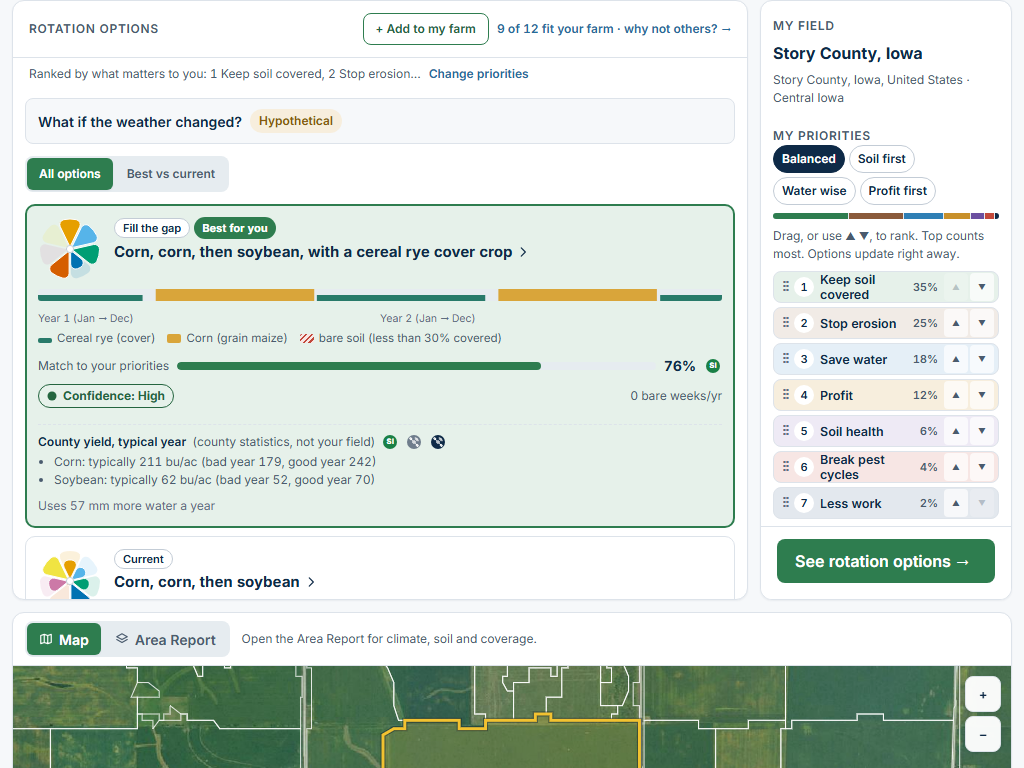 ROTATION OPTIONS
+ Add to my farm
9 of 12 fit your farm · why not others? →
Ranked by what matters to you: 1 Keep soil covered, 2 Stop erosion... Change priorities
What if the weather changed? Hypothetical
All options
Best vs current
Fill the gap
Best for you
Corn, corn, then soybean, with a cereal rye cover crop >
Year 1 (Jan → Dec)
Year 2 (Jan → Dec)
Cereal rye (cover)
Corn (grain maize)
bare soil (less than 30% covered)
Match to your priorities
76%
SI
Confidence: High
0 bare weeks/yr
County yield, typical year (county statistics, not your field) SI
• Corn: typically 211 bu/ac (bad year 179, good year 242)
• Soybean: typically 62 bu/ac (bad year 52, good year 70)
Uses 57 mm more water a year
Current
Corn, corn, then soybean >
MY FIELD
Story County, Iowa
Story County, Iowa, United States ·
Central Iowa
MY PRIORITIES
Balanced
Soil first
Water wise
Profit first
Drag, or use ▲ ▼, to rank. Top counts
most. Options update right away.
1 Keep soil
covered 35% ▲ ▼
2 Stop erosion 25% ▲ ▼
3 Save water 18% ▲ ▼
4 Profit 12% ▲ ▼
5 Soil health 6% ▲ ▼
6 Break pest
cycles 4% ▲ ▼
7 Less work 2% ▲ ▼
See rotation options →
Map
Area Report
Open the Area Report for climate, soil and coverage.
+
−